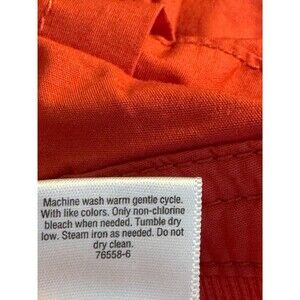 Machine wash warm gentle cycle.
With like colors. Only non-chlorine
bleach when needed. Tumble dry
low. Steam iron as needed. Do not
dry clean.
76558-6